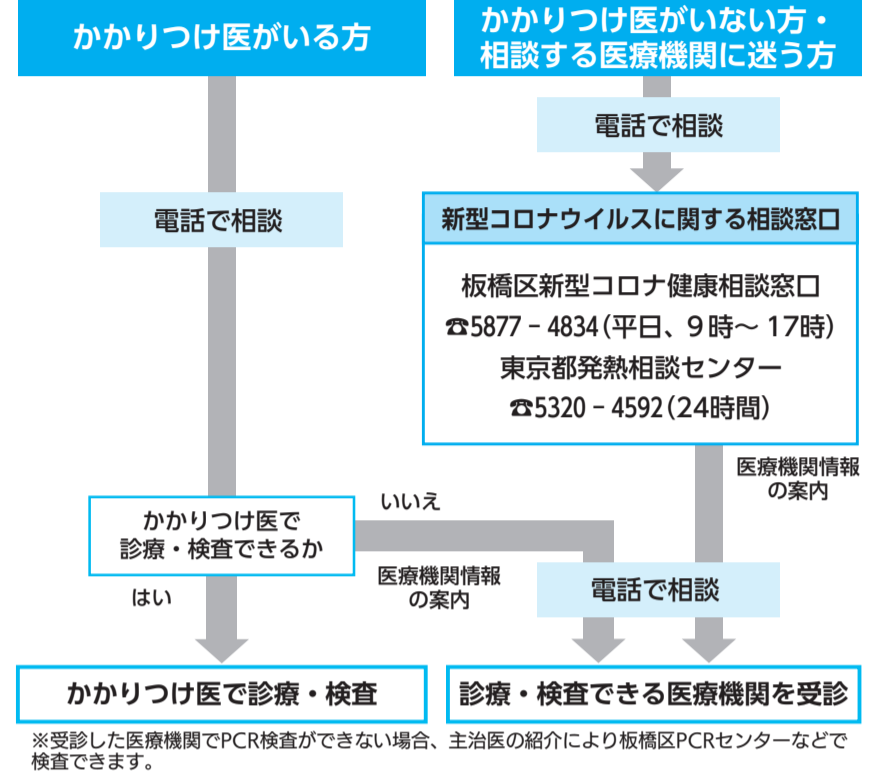 かかりつけ医がいる方
電話で相談
かかりつけ医で
診療・検査できるか
はい
いいえ
医療機関情報
の案内
かかりつけ医で診療・検査
かかりつけ医がいない方・
相談する医療機関に迷う方
電話で相談
新型コロナウイルスに関する相談窓口
板橋区新型コロナ健康相談窓口
☎5877-4834(平日、9時～17時)
東京都発熱相談センター
☎5320-4592(24時間)
医療機関情報
の案内
電話で相談
診療・検査できる医療機関を受診
※受診した医療機関でPCR検査ができない場合、主治医の紹介により板橋区PCRセンターなどで
検査できます。